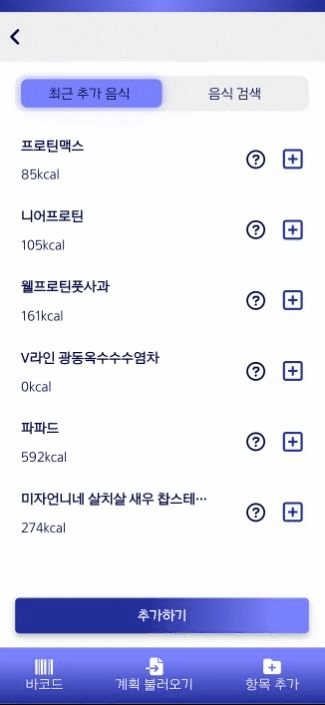 최근 추가 음식
음식 검색
프로틴맥스
85kcal
니어프로틴
105kcal
웰프로틴풋사과
161kcal
V라인 광동옥수수수염차
0kcal
파파드
592kcal
미자언니네 살치살 새우 찹스테…
274kcal
추가하기
바코드
계획 불러오기
항목 추가